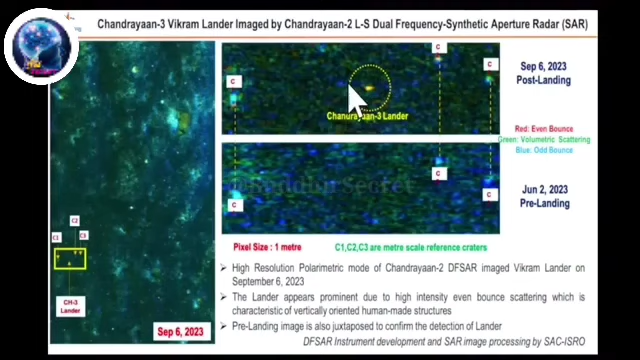 Chandrayaan-3 Vikram Lander Imaged by Chandrayaan-2 L-S Dual Frequency-Synthetic Aperture Radar (SAR)
C
C
C
Chandrayaan-3 Lander
Sep 6, 2023
Post-Landing
Red: Even Bounce
Green: Volumetric Scattering
Blue: Odd Bounce
C
C
C
Secret
Jun 2, 2023
Pre-Landing
C2
C1
C3
CH-3
Lander
Sep 6, 2023
Pixel Size : 1 metre
C1,C2,C3 are metre scale reference craters
➢ High Resolution Polarimetric mode of Chandrayaan-2 DFSAR imaged Vikram Lander on
September 6, 2023
➢ The Lander appears prominent due to high intensity even bounce scattering which is
characteristic of vertically oriented human-made structures
➢ Pre-Landing image is also juxtaposed to confirm the detection of Lander
DFSAR Instrument development and SAR image processing by SAC-ISRO